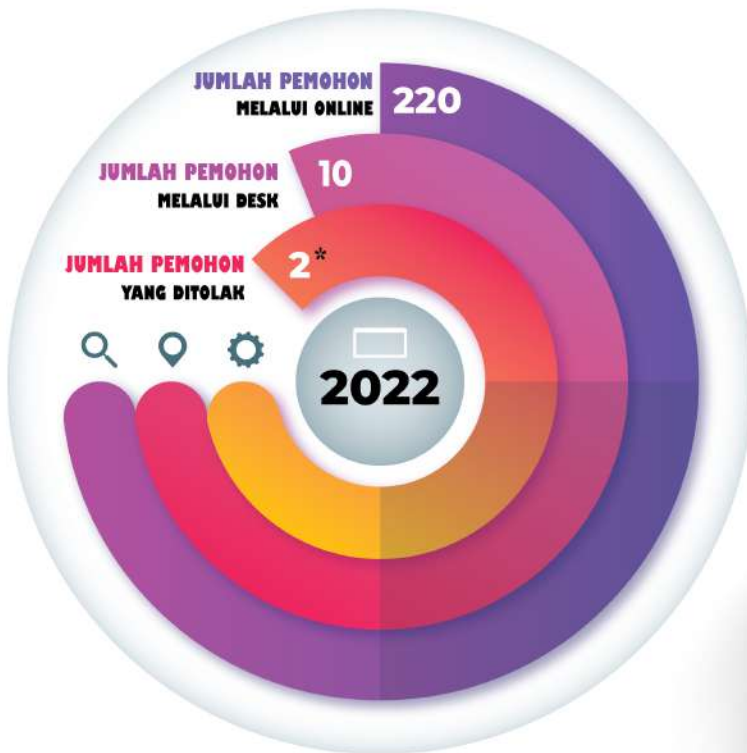 JUMLAH PEMOHON
MELALUI ONLINE
220
JUMLAH PEMOHON
MELALUI DESK
10
JUMLAH PEMOHON
YANG DITOLAK
2*
2022